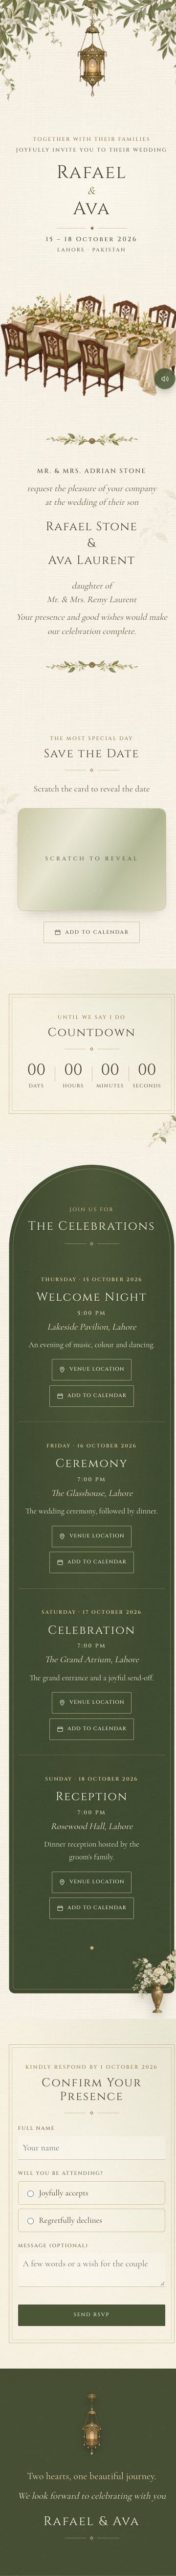 TOGETHER WITH THEIR FAMILIES
JOYFULLY INVITE YOU TO THEIR WEDDING
RAFAEL
&
AVA
15 – 18 OCTOBER 2026
LAHORE · PAKISTAN
MR. & MRS. ADRIAN STONE
request the pleasure of your company
at the wedding of their son
RAFAEL STONE
&
AVA LAURENT
daughter of
Mr. & Mrs. Remy Laurent
Your presence and good wishes would make
our celebration complete.
THE MOST SPECIAL DAY
SAVE THE DATE
Scratch the card to reveal the date
SCRATCH TO REVEAL
ADD TO CALENDAR
UNTIL WE SAY I DO
COUNTDOWN
00 00 00 00
DAYS HOURS MINUTES SECONDS
JOIN US FOR
THE CELEBRATIONS
THURSDAY · 15 OCTOBER 2026
WELCOME NIGHT
5:00 PM
Lakeside Pavilion, Lahore
An evening of music, colour and dancing.
VENUE LOCATION
ADD TO CALENDAR
FRIDAY · 16 OCTOBER 2026
CEREMONY
7:00 PM
The Glasshouse, Lahore
The wedding ceremony, followed by dinner.
VENUE LOCATION
ADD TO CALENDAR
SATURDAY · 17 OCTOBER 2026
CELEBRATION
7:00 PM
The Grand Atrium, Lahore
The grand entrance and a joyful send-off.
VENUE LOCATION
ADD TO CALENDAR
SUNDAY · 18 OCTOBER 2026
RECEPTION
7:00 PM
Rosewood Hall, Lahore
Dinner reception hosted by the
groom's family.
VENUE LOCATION
ADD TO CALENDAR
KINDLY RESPOND BY 1 OCTOBER 2026
CONFIRM YOUR
PRESENCE
FULL NAME
Your name
WILL YOU BE ATTENDING?
Joyfully accepts
Regretfully declines
MESSAGE (OPTIONAL)
A few words or a wish for the couple
SEND RSVP
Two hearts, one beautiful journey.
We look forward to celebrating with you
RAFAEL & AVA